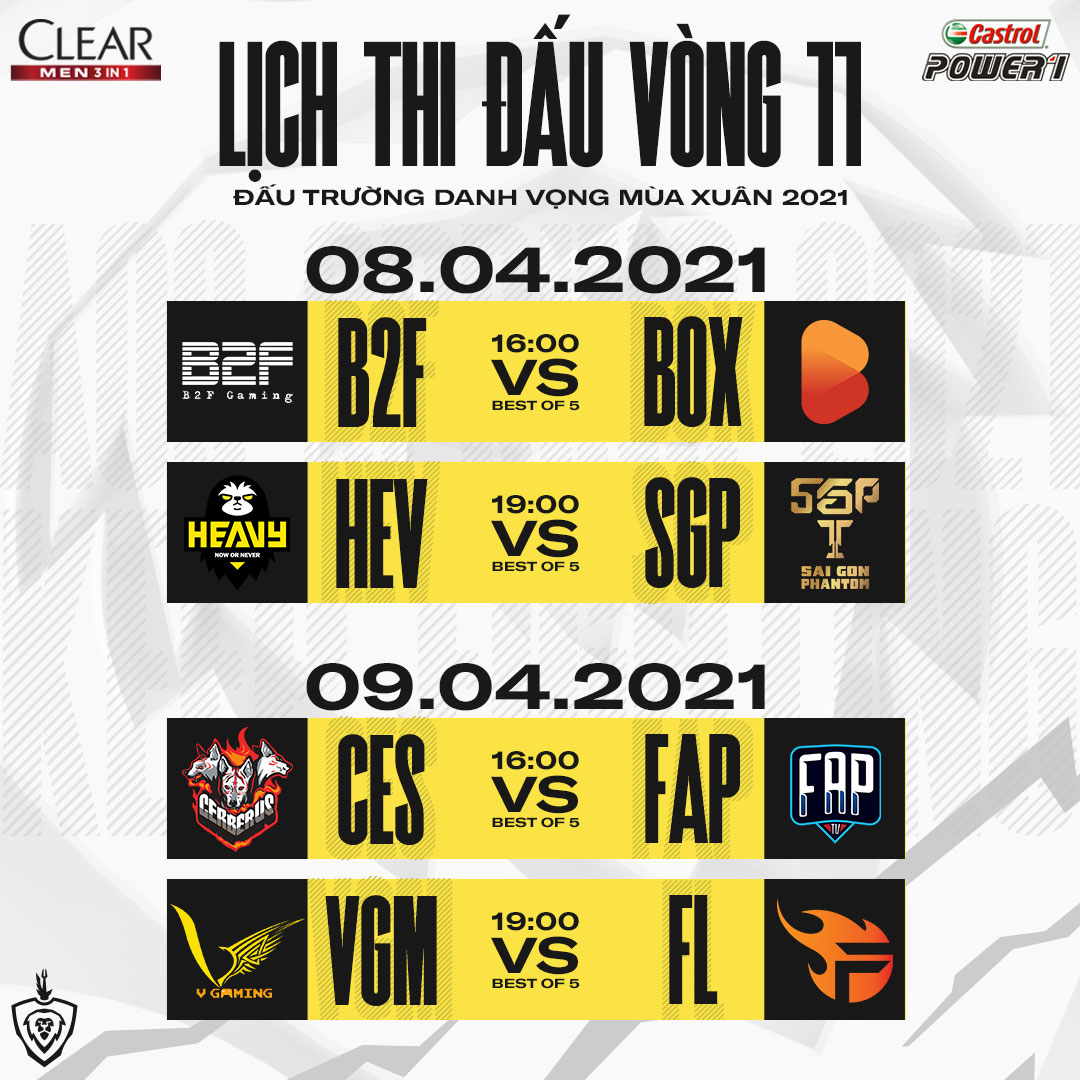 CLEAR
MEN 3 IN 1
Castrol
POWER1
LỊCH THI ĐẤU VÒNG 11
ĐẤU TRƯỜNG DANH VỌNG MÙA XUÂN 2021
08.04.2021
B2F
B2F Gaming
B2F
16:00
VS
BEST OF 5
BOX
HEAVY
NOW OR NEVER
HEV
19:00
VS
BEST OF 5
SGP
SGP
SAI GON
PHANTOM
09.04.2021
CERBERUS
CES
16:00
VS
BEST OF 5
FAP
FAP
TV
V GAMING
VGM
19:00
VS
BEST OF 5
FL